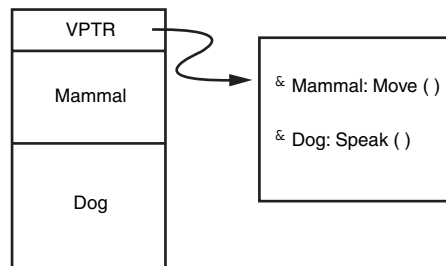 VPTR
Mammal
Dog
& Mammal: Move ( )
& Dog: Speak ( )